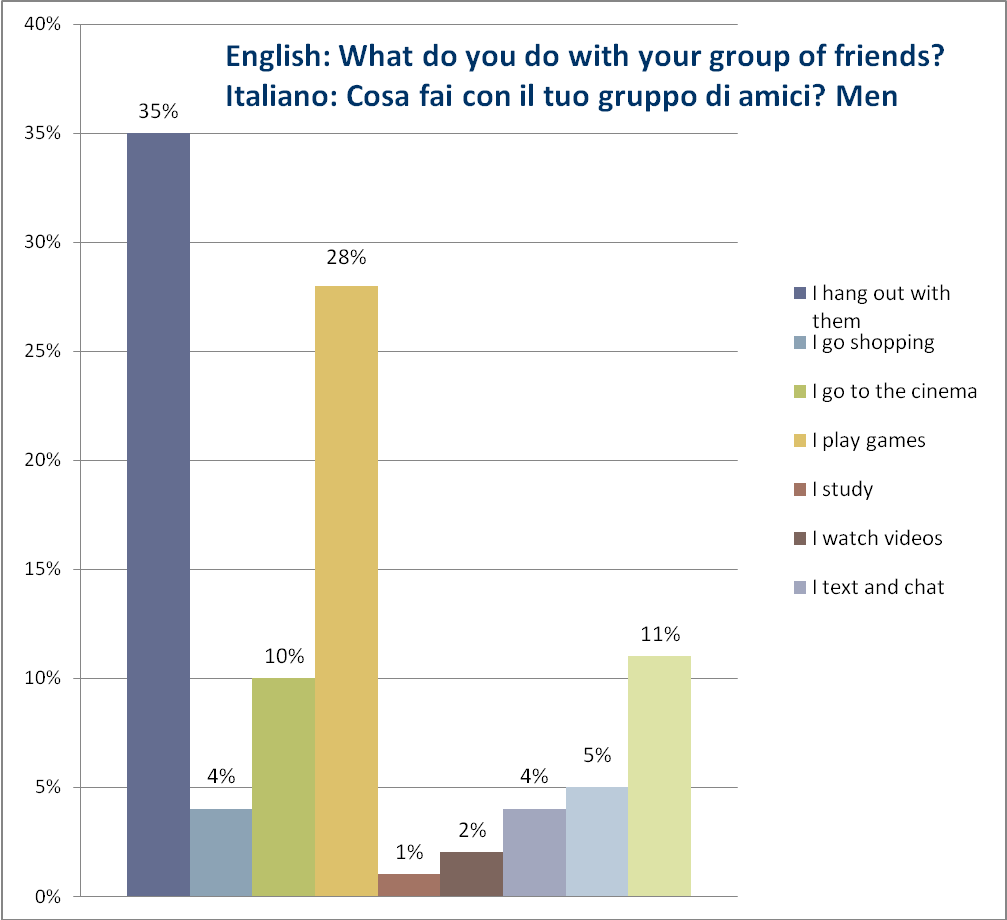 English: What do you do with your group of friends?
Italiano: Cosa fai con il tuo gruppo di amici? Men
40%
35%
30%
25%
20%
15%
10%
5%
0%
35%
4%
10%
28%
1%
2%
4%
5%
11%
I hang out with
them
I go shopping
I go to the cinema
I play games
I study
I watch videos
I text and chat